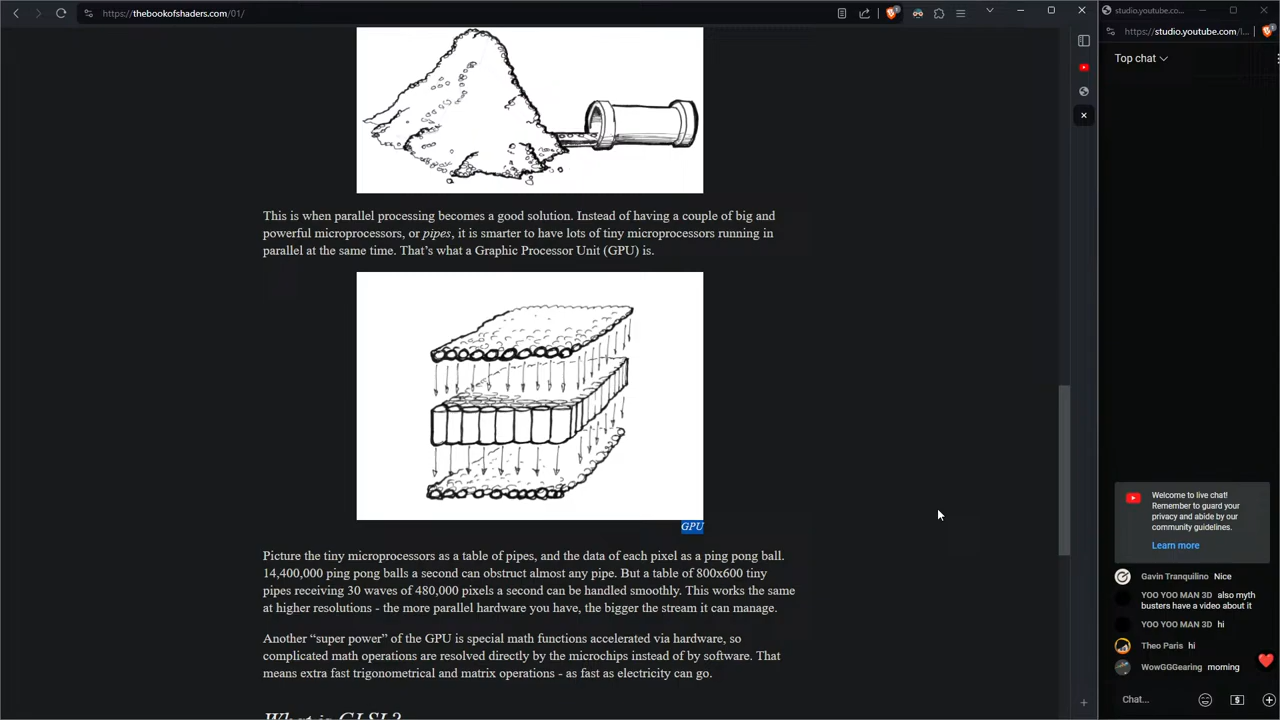 https://thebookofshaders.com/01/
This is when parallel processing becomes a good solution. Instead of having a couple of big and
powerful microprocessors, or pipes, it is smarter to have lots of tiny microprocessors running in
parallel at the same time. That’s what a Graphic Processor Unit (GPU) is.
GPU
Picture the tiny microprocessors as a table of pipes, and the data of each pixel as a ping pong ball.
14,400,000 ping pong balls a second can obstruct almost any pipe. But a table of 800x600 tiny
pipes receiving 30 waves of 480,000 pixels a second can be handled smoothly. This works the same
at higher resolutions - the more parallel hardware you have, the bigger the stream it can manage.
Another “super power” of the GPU is special math functions accelerated via hardware, so
complicated math operations are resolved directly by the microchips instead of by software. That
means extra fast trigonometrical and matrix operations - as fast as electricity can go.
What is GLSL?
studio.youtube.co...
https://studio.youtube.com/l...
Top chat
Welcome to live chat!
Remember to guard your
privacy and abide by our
community guidelines.
Learn more
Gavin Tranquilino Nice
YOO YOO MAN 3D also myth
busters have a video about it
YOO YOO MAN 3D hi
Theo Paris hi
WowGGGearing morning
Chat...